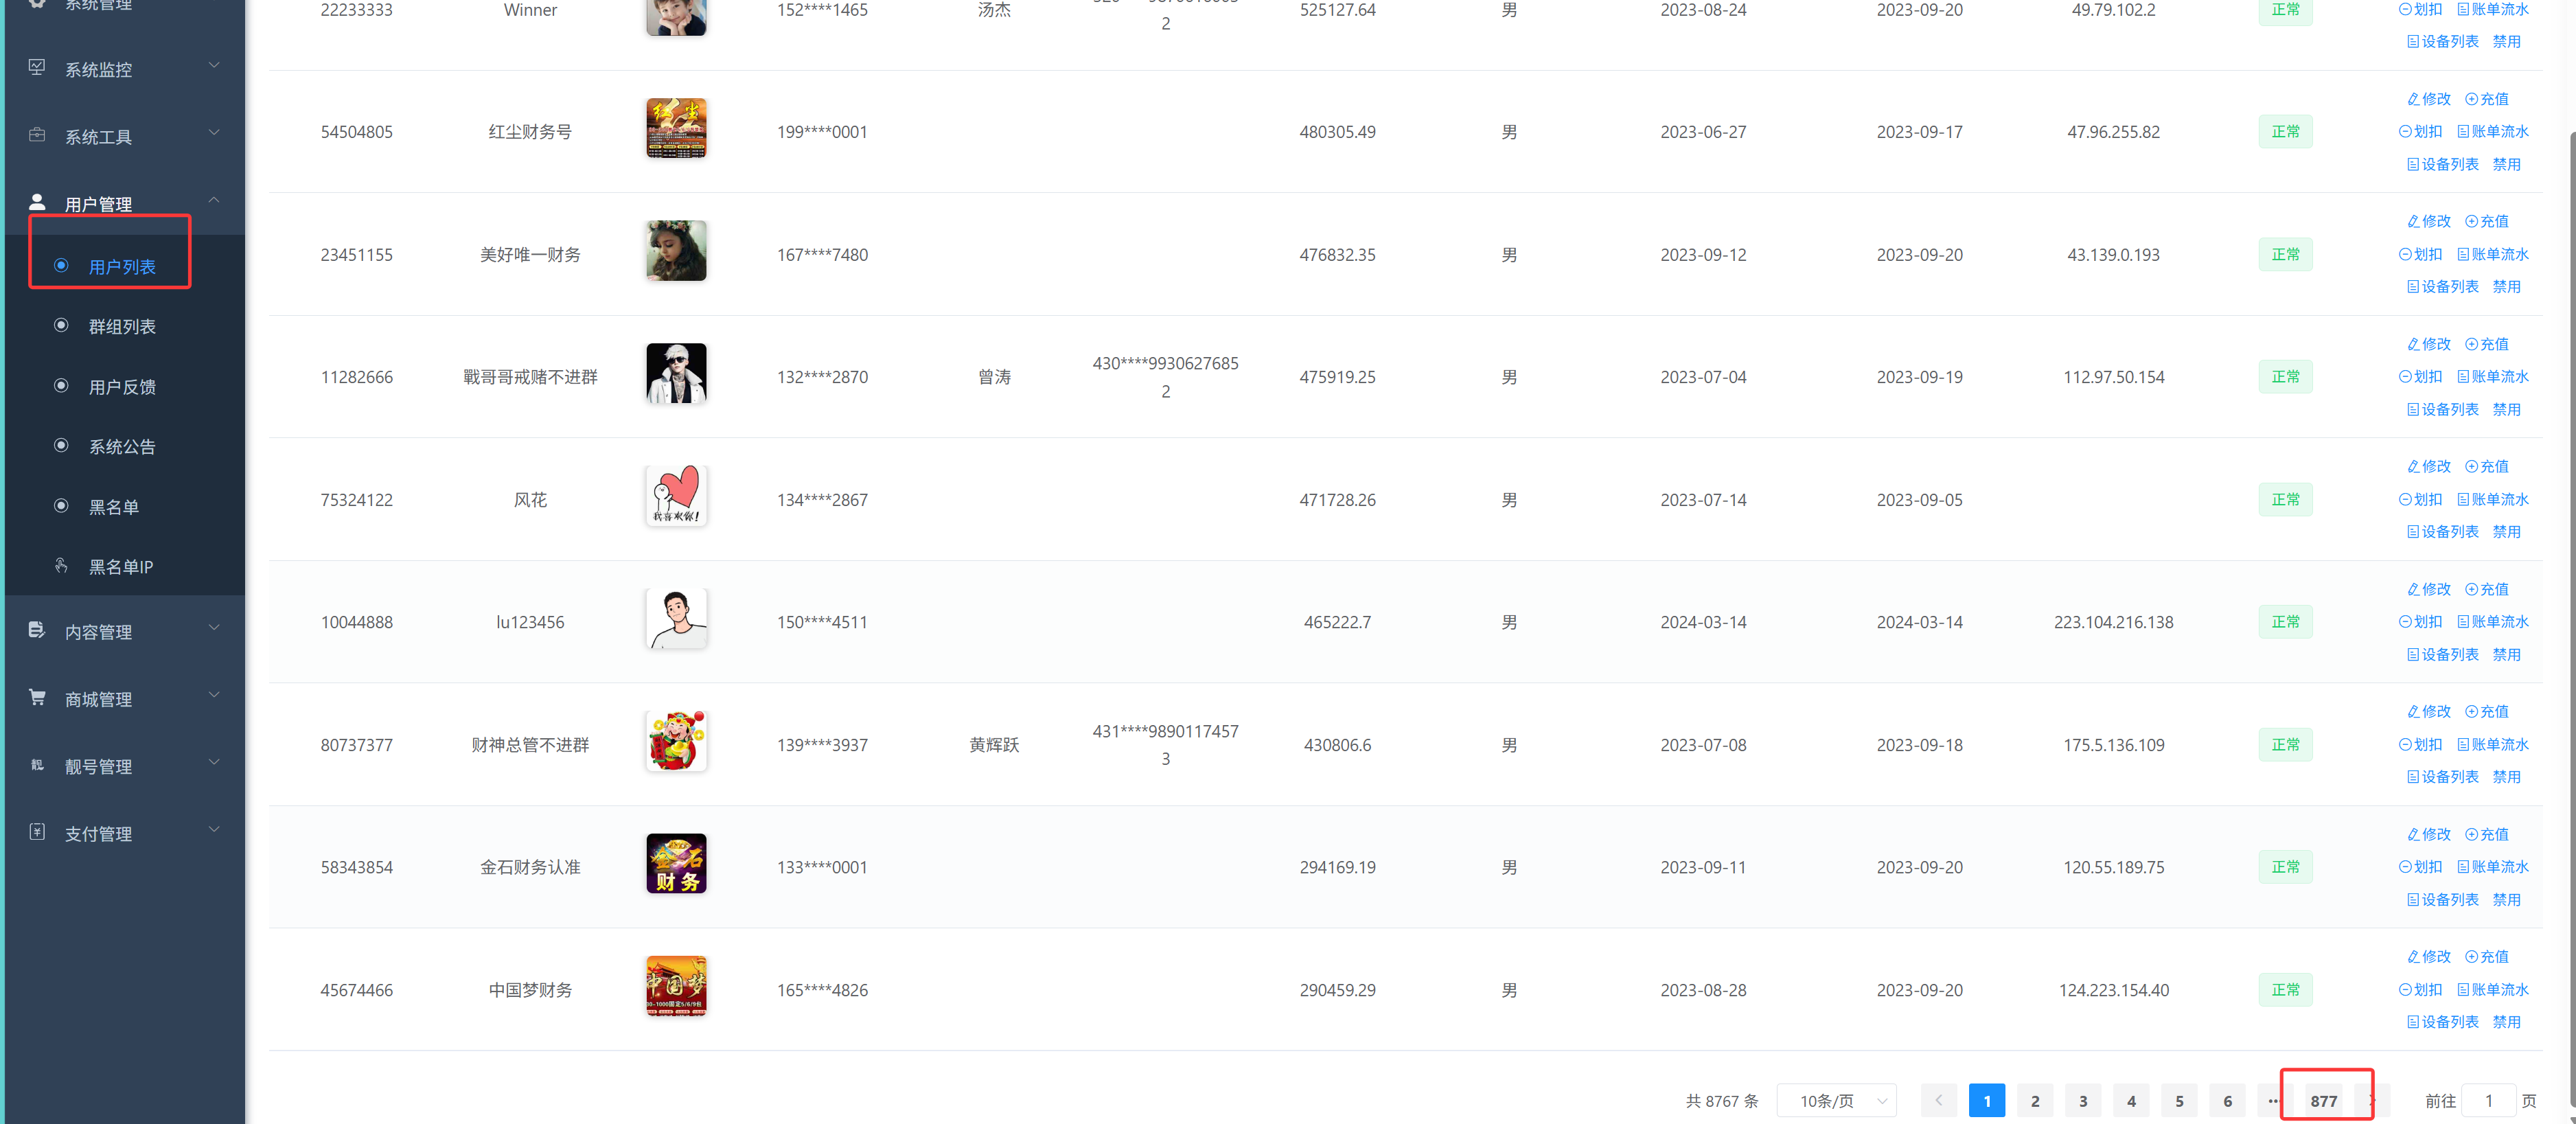 系统管理
系统监控
系统工具
用户管理
用户列表
群组列表
用户反馈
系统公告
黑名单
黑名单IP
内容管理
商城管理
靓号管理
支付管理
22233333 Winner 152****1465 汤杰 2 525127.64 男 2023-08-24 2023-09-20 49.79.102.2 正常 划扣 账单流水
设备列表 禁用
修改 充值
54504805 红尘财务号 红尘 199****0001 480305.49 男 2023-06-27 2023-09-17 47.96.255.82 正常 划扣 账单流水
设备列表 禁用
修改 充值
23451155 美好唯一财务 167****7480 476832.35 男 2023-09-12 2023-09-20 43.139.0.193 正常 划扣 账单流水
设备列表 禁用
修改 充值
11282666 戰哥哥戒赌不进群 132****2870 曾涛 430****99306276852 475919.25 男 2023-07-04 2023-09-19 112.97.50.154 正常 划扣 账单流水
设备列表 禁用
修改 充值
75324122 风花 我喜欢你! 134****2867 471728.26 男 2023-07-14 2023-09-05 正常 划扣 账单流水
设备列表 禁用
修改 充值
10044888 lu123456 150****4511 465222.7 男 2024-03-14 2024-03-14 223.104.216.138 正常 划扣 账单流水
设备列表 禁用
修改 充值
80737377 财神总管不进群 139****3937 黄辉跃 431****98901174573 430806.6 男 2023-07-08 2023-09-18 175.5.136.109 正常 划扣 账单流水
设备列表 禁用
修改 充值
58343854 金石财务认准 金石 财务 133****0001 294169.19 男 2023-09-11 2023-09-20 120.55.189.75 正常 划扣 账单流水
设备列表 禁用
修改 充值
45674466 中国梦财务 中国梦 165****4826 290459.29 男 2023-08-28 2023-09-20 124.223.154.40 正常 划扣 账单流水
设备列表 禁用
共 8767 条 10条/页 1 2 3 4 5 6 ··· 877 前往 1 页